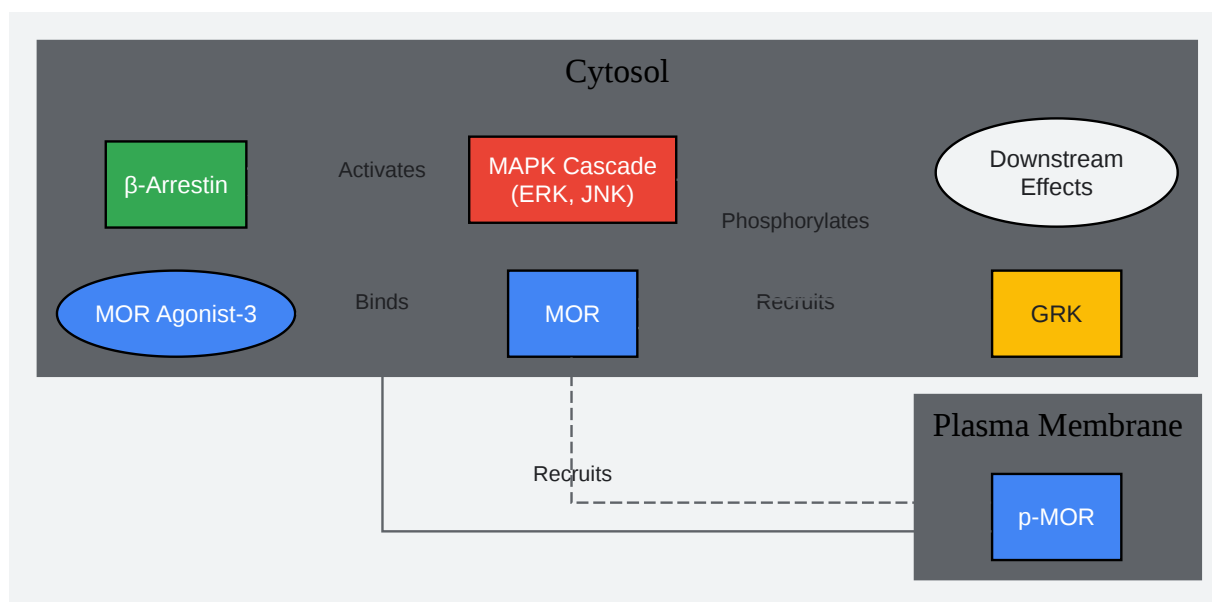 Cytosol
β-Arrestin
Activates
MAPK Cascade
(ERK, JNK)
Downstream
Effects
Phosphorylates
MOR Agonist-3
Binds
MOR
Recruits
GRK
Plasma Membrane
Recruits
p-MOR